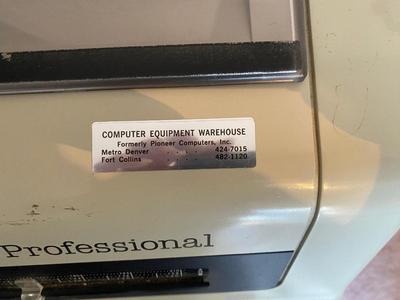 COMPUTER EQUIPMENT WAREHOUSE
Formerly Pioneer Computers, Inc.
Metro Denver . . . . 424-7015
Fort Collins . . . . 482-1120
Professional